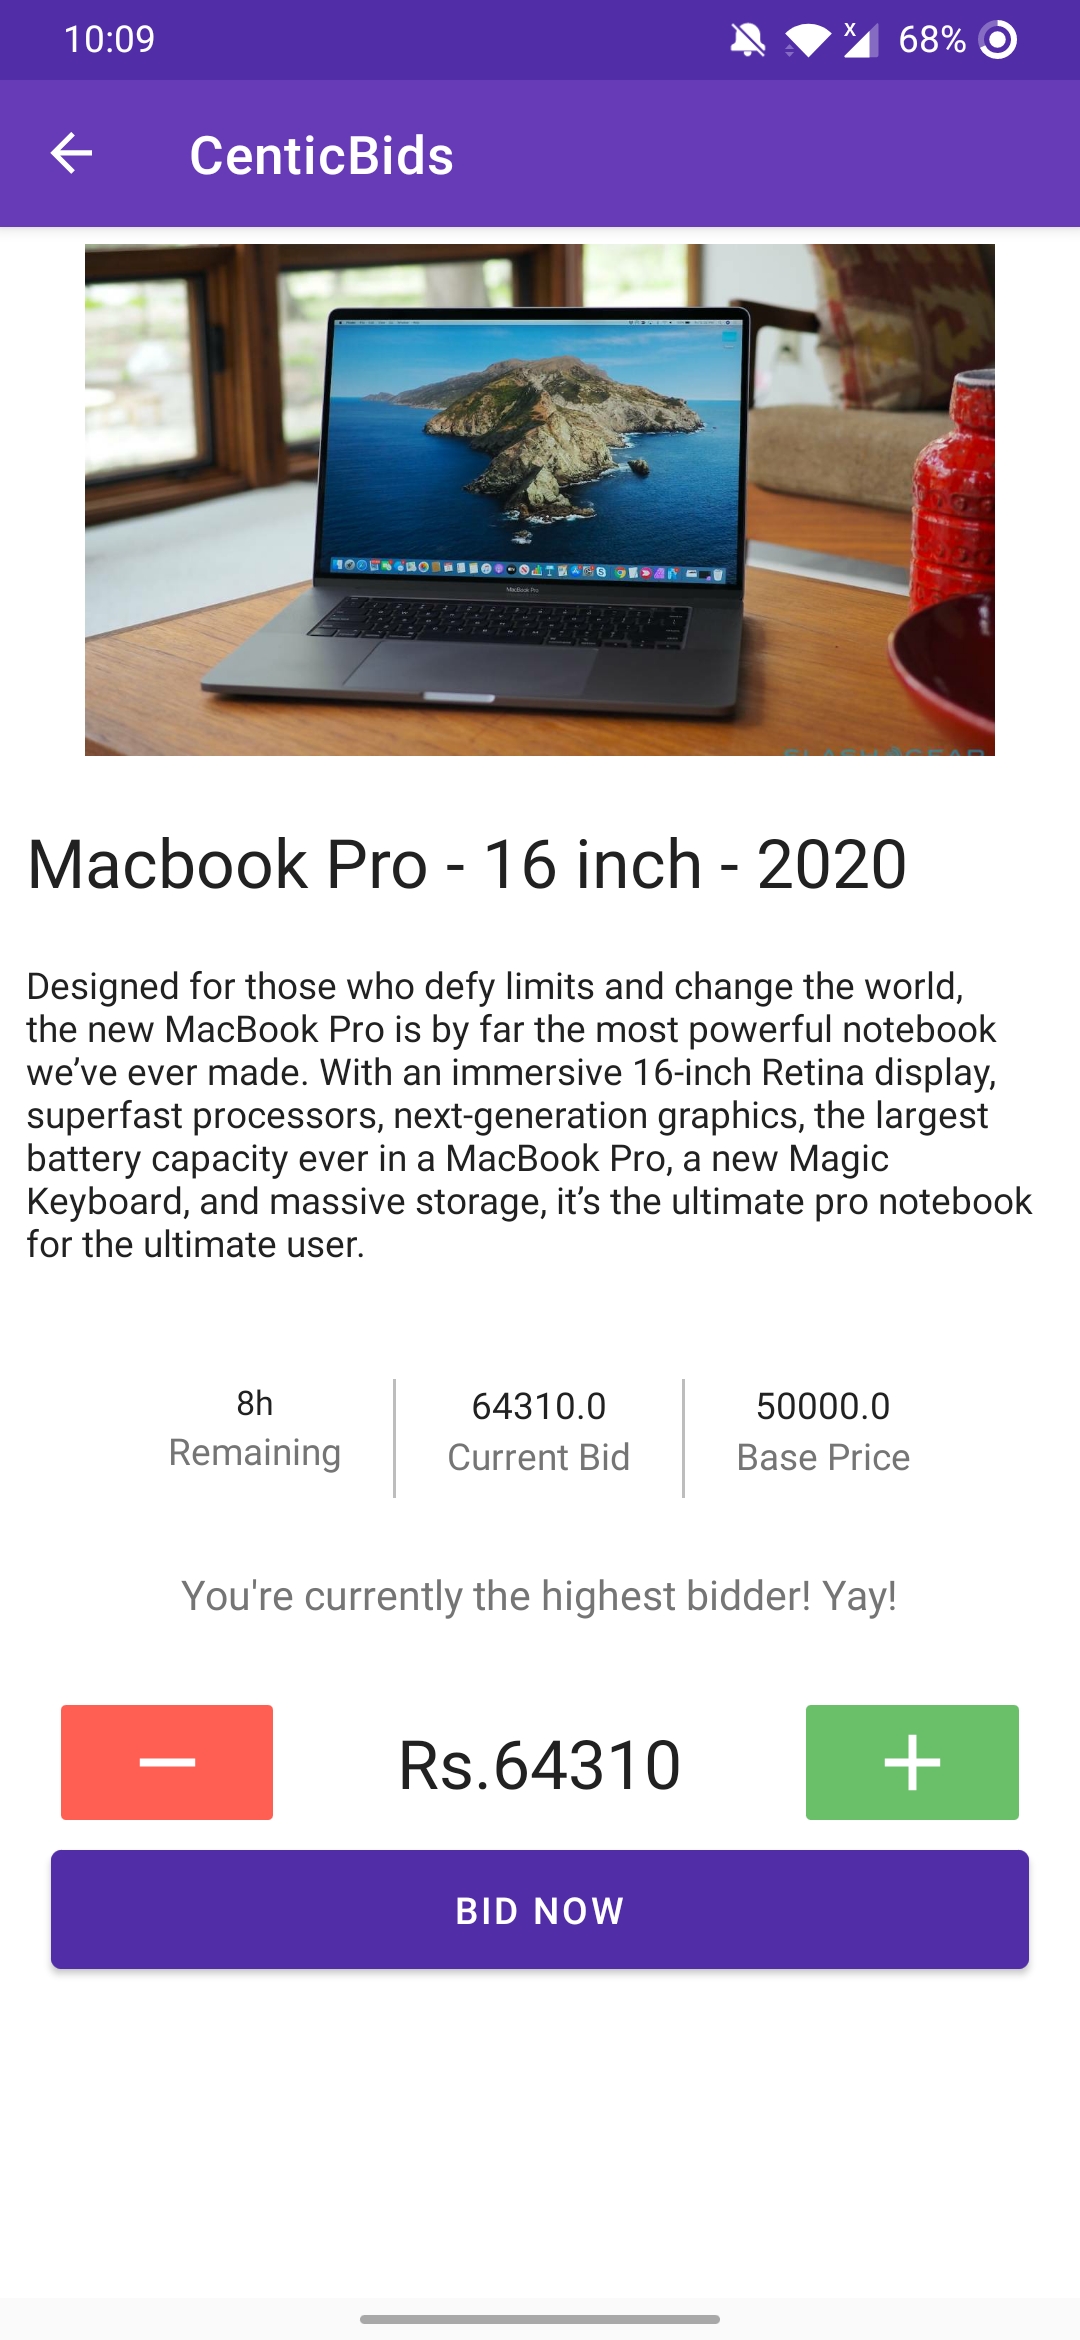 10:09
68%
CenticBids
MacBook Pro
SLASHGEAR
Macbook Pro - 16 inch - 2020
Designed for those who defy limits and change the world,
the new MacBook Pro is by far the most powerful notebook
we’ve ever made. With an immersive 16-inch Retina display,
superfast processors, next-generation graphics, the largest
battery capacity ever in a MacBook Pro, a new Magic
Keyboard, and massive storage, it’s the ultimate pro notebook
for the ultimate user.
8h
Remaining
64310.0
Current Bid
50000.0
Base Price
You're currently the highest bidder! Yay!
Rs.64310
BID NOW